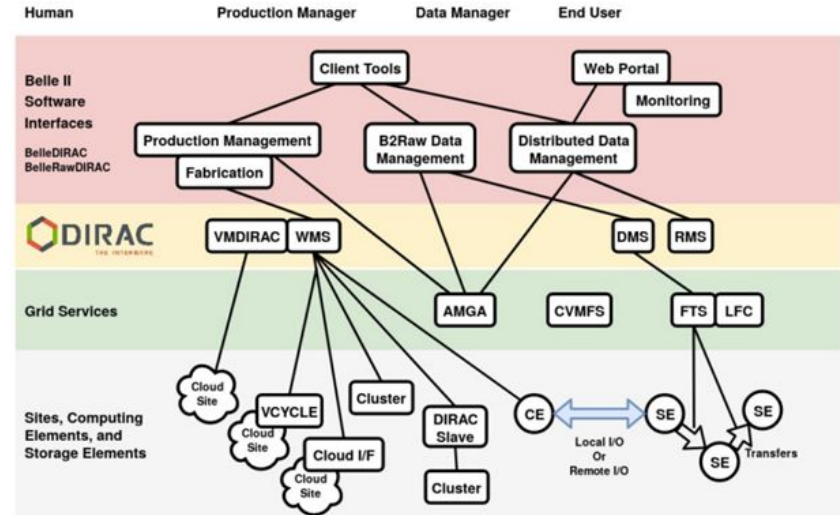 Human
Production Manager
Data Manager
End User
Belle II
Software
Interfaces
BelleDIRAC
BelleRawDIRAC
Client Tools
Web Portal
Monitoring
Production Management
Fabrication
B2Raw Data
Management
Distributed Data
Management
DIRAC
THE INTERWARE
VMDIRAC
WMS
DMS
RMS
Grid Services
AMGA
CVMFS
FTS
LFC
Sites, Computing
Elements, and
Storage Elements
Cloud
Site
VCYCLE
Cloud
Site
Cloud I/F
Cloud
Site
Cluster
DIRAC
Slave
Cluster
CE
Local I/O
Or
Remote I/O
SE
SE
SE
Transfers